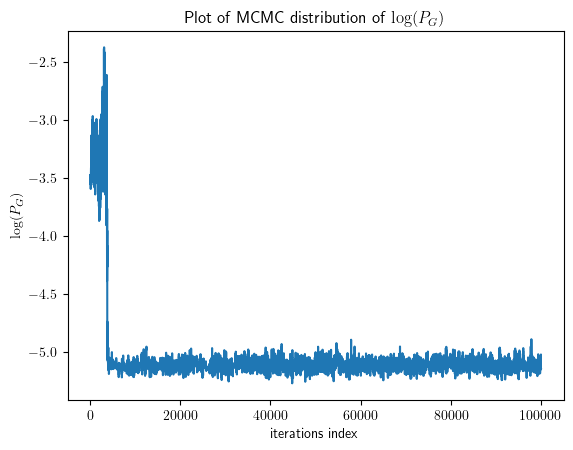 Plot of MCMC distribution of log(P_G)
−2.5
−3.0
−3.5
−4.0
−4.5
−5.0
log(P_G)
0 20000 40000 60000 80000 100000
iterations index